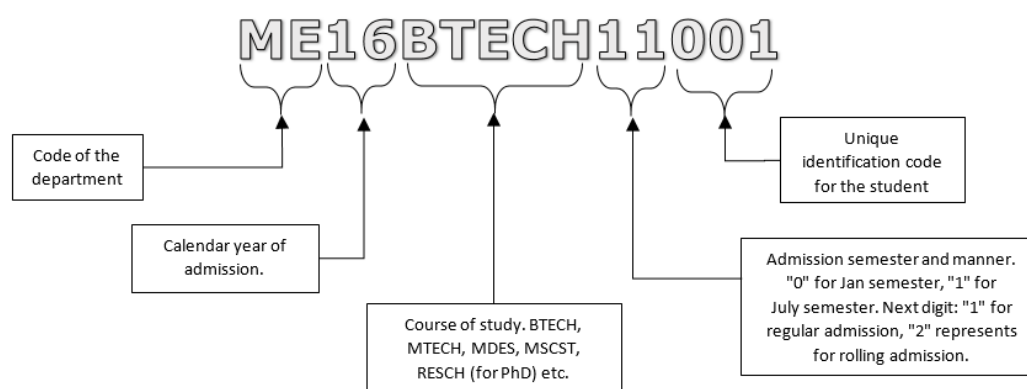 ME16BTECH11001
Code of the
department
Calendar year of
admission.
Course of study. BTECH,
MTECH, MDES, MSCST,
RESCH (for PhD) etc.
Unique
identification code
for the student
Admission semester and manner.
"0" for Jan semester, "1" for
July semester. Next digit: "1" for
regular admission, "2" represents
for rolling admission.